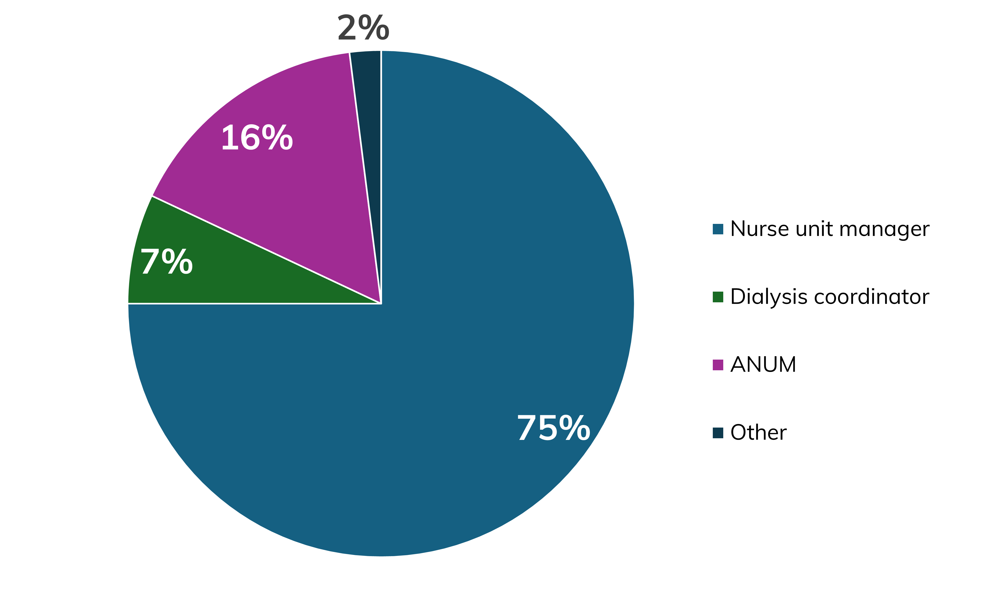 2%
16%
7%
75%
Nurse unit manager
Dialysis coordinator
ANUM
Other